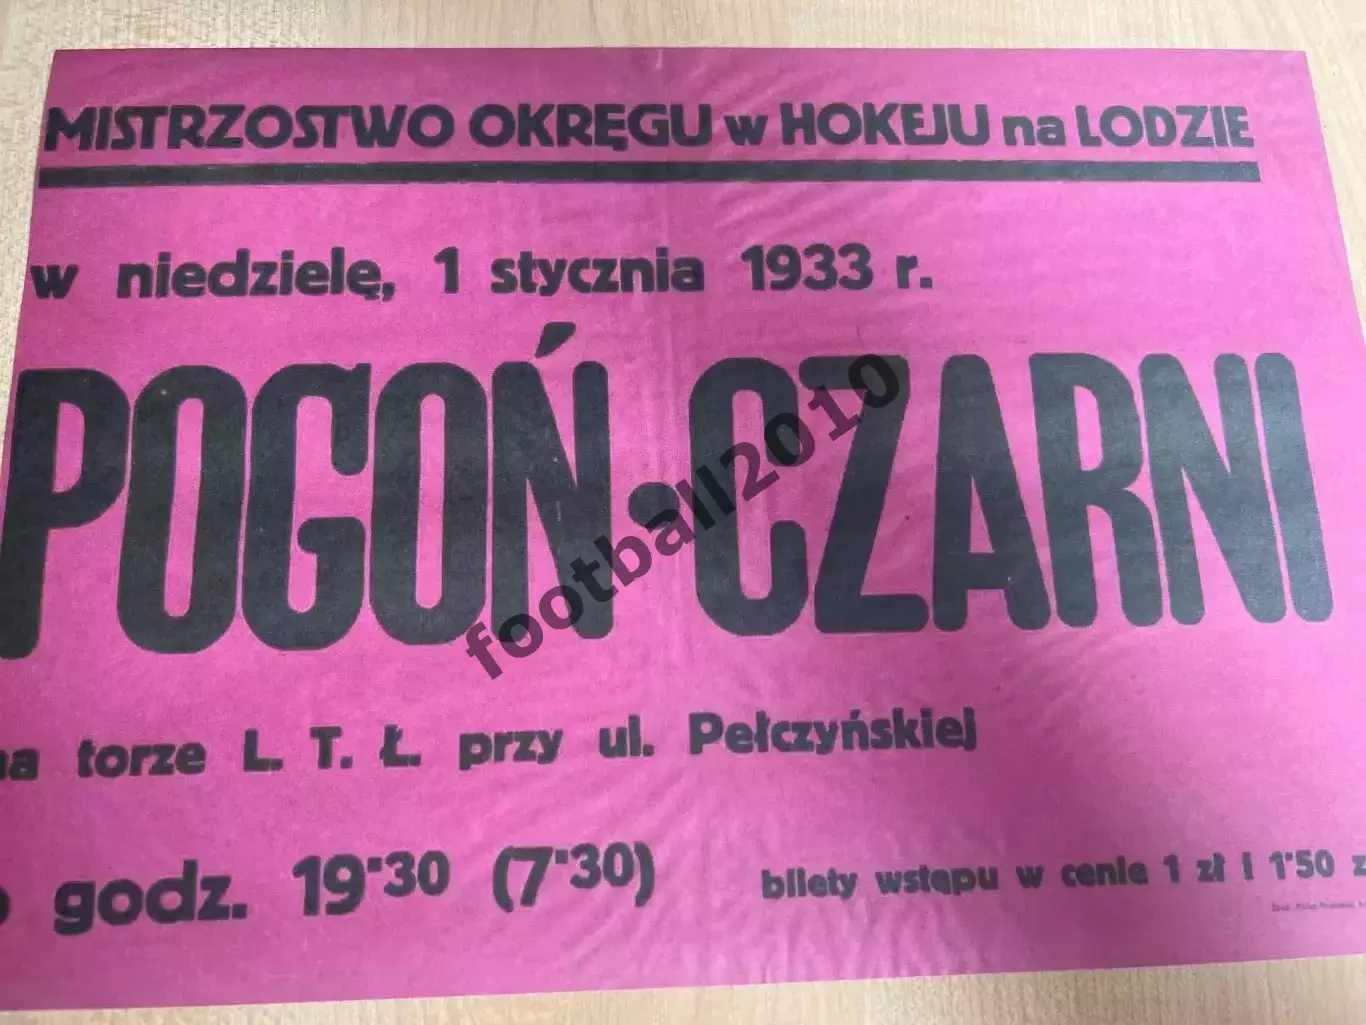 MISTRZOSTWO OKRĘGU w HOKEJU na LODZIE
w niedzielę, 1 stycznia 1933 r.
POGOŃ-CZARNI
football2010
na torze L. T. Ł. przy ul. Pełczyńskiej
o godz. 19·30 (7·30)
bilety wstępu w cenie 1 zł i 1·50 z